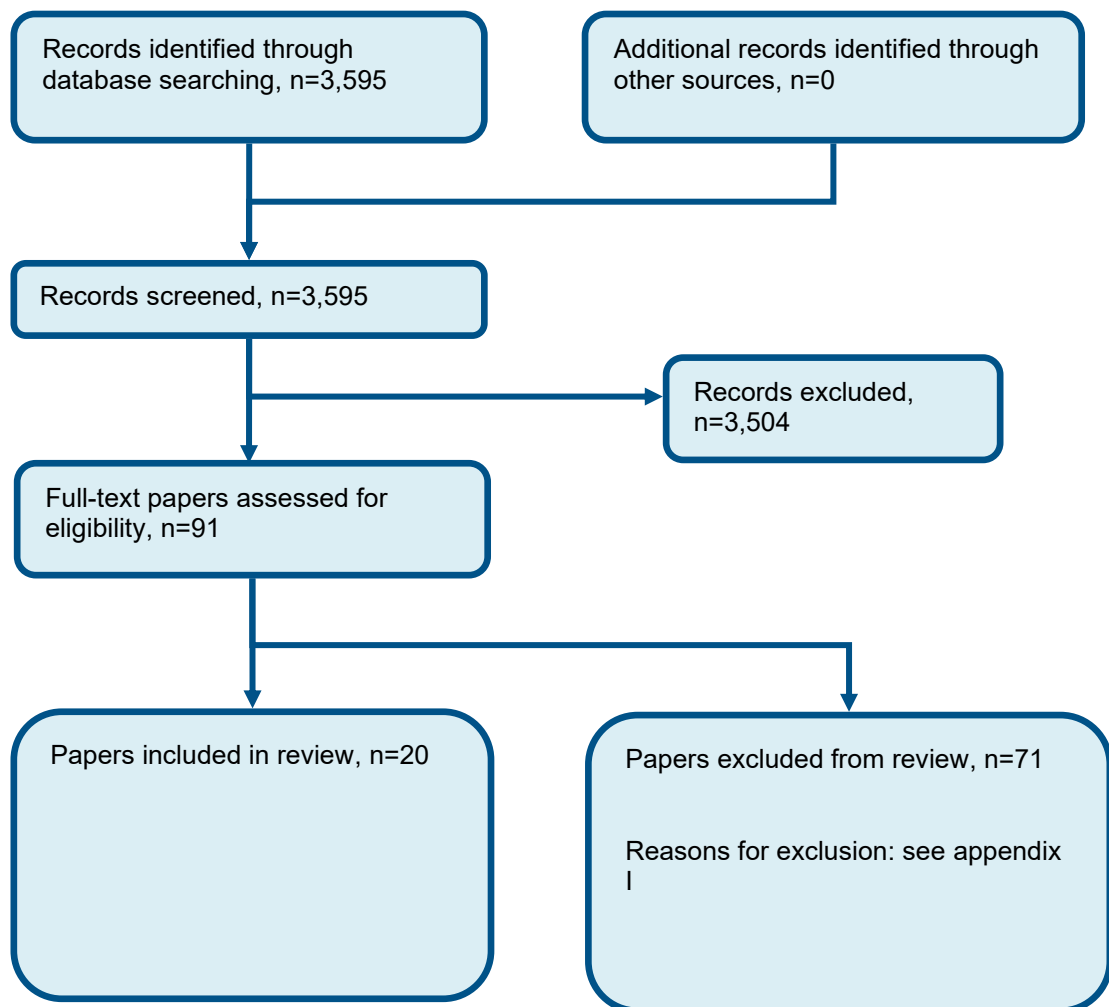 Records identified through
database searching, n=3,595
Additional records identified through
other sources, n=0
Records screened, n=3,595
Records excluded,
n=3,504
Full-text papers assessed for
eligibility, n=91
Papers included in review, n=20
Papers excluded from review, n=71
Reasons for exclusion: see appendix
I